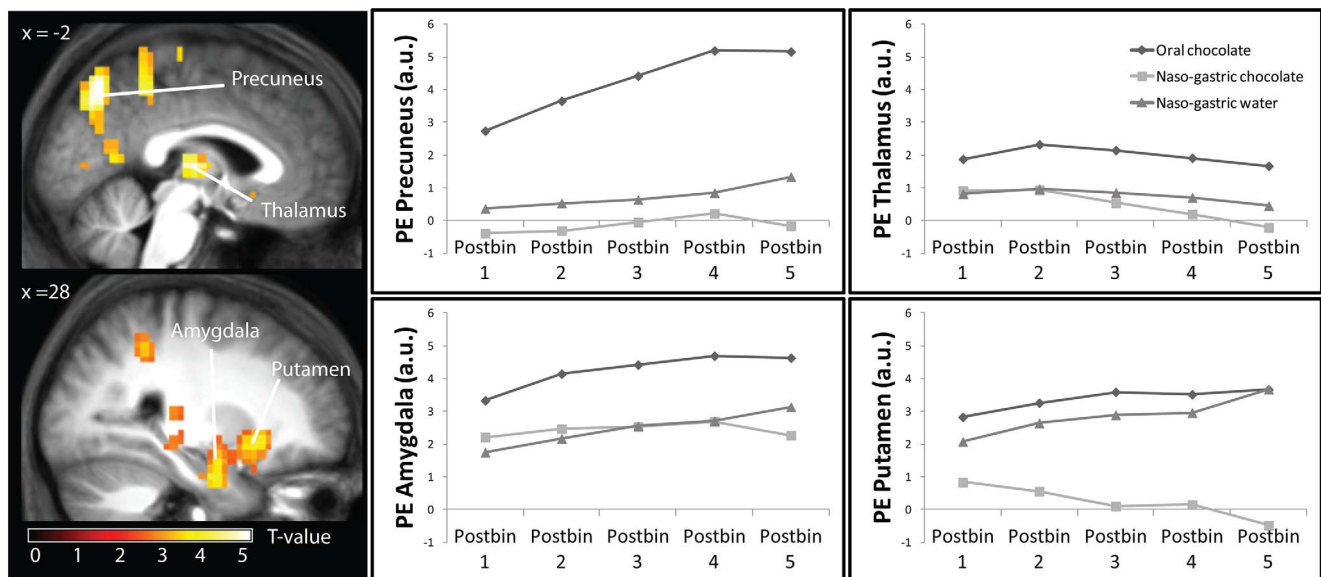 x = -2
Precuneus
Thalamus
x =28
Amygdala
Putamen
T-value
0 1 2 3 4 5
PE Precuneus (a.u.)
6
5
4
3
2
1
0
-1
Postbin Postbin Postbin Postbin Postbin
1 2 3 4 5
PE Thalamus (a.u.)
6
5
4
3
2
1
0
-1
Oral chocolate
Naso-gastric chocolate
Naso-gastric water
Postbin Postbin Postbin Postbin Postbin
1 2 3 4 5
PE Amygdala (a.u.)
6
5
4
3
2
1
0
-1
Postbin Postbin Postbin Postbin Postbin
1 2 3 4 5
PE Putamen (a.u.)
6
5
4
3
2
1
0
-1
Postbin Postbin Postbin Postbin Postbin
1 2 3 4 5